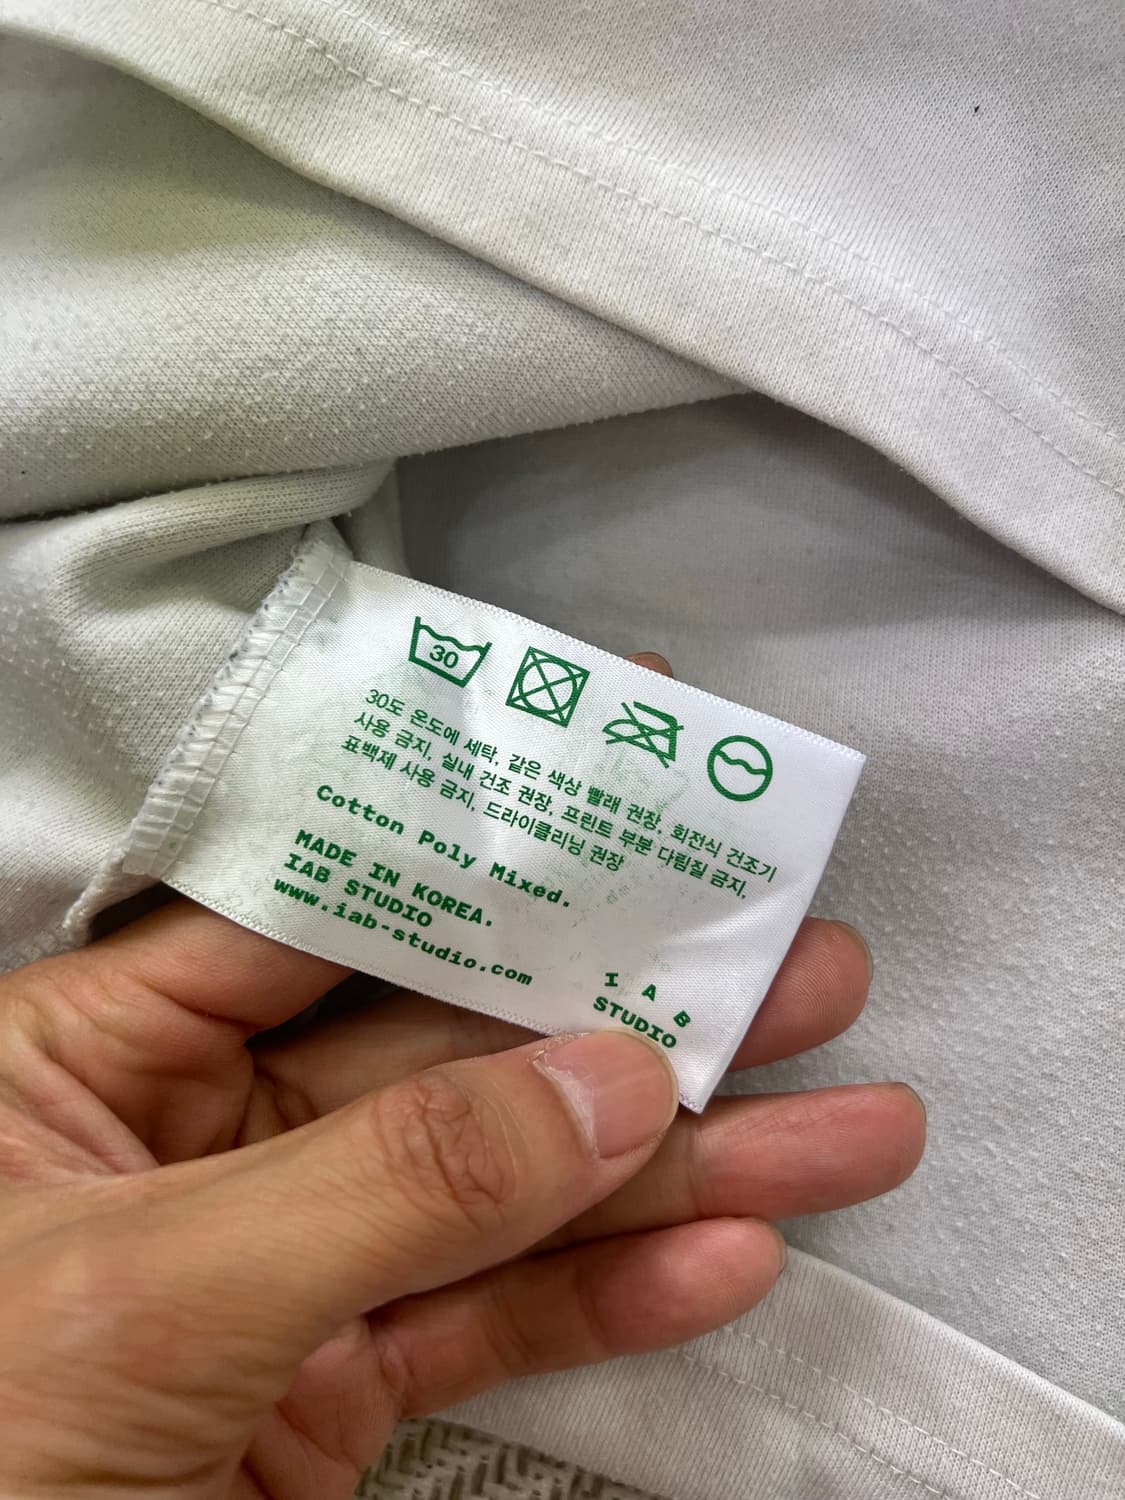 30
30도 온도에 세탁, 같은 색상 빨래 권장, 회전식 건조기
사용 금지, 실내 건조 권장, 프린트 부분 다림질 금지,
표백제 사용 금지, 드라이클리닝 권장
Cotton Poly Mixed.
MADE IN KOREA.
IAB STUDIO
www.iab-studio.com
I A B
STUDIO